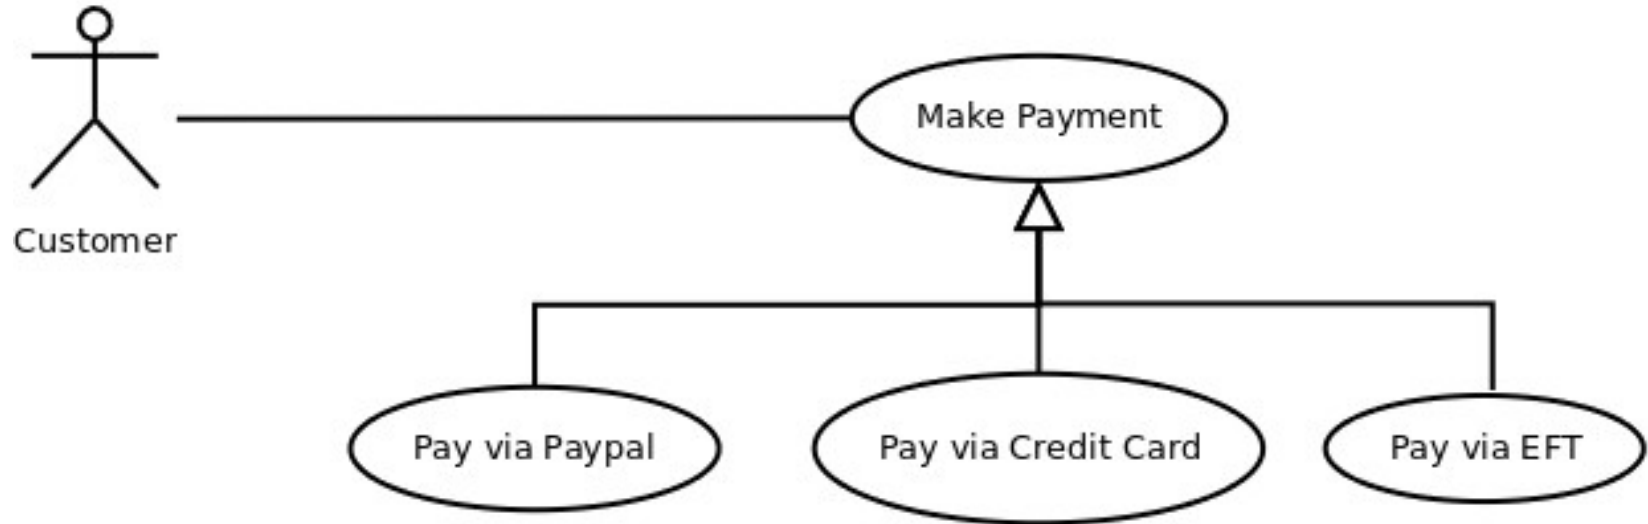 Make Payment
Customer
Pay via Paypal
Pay via Credit Card
Pay via EFT